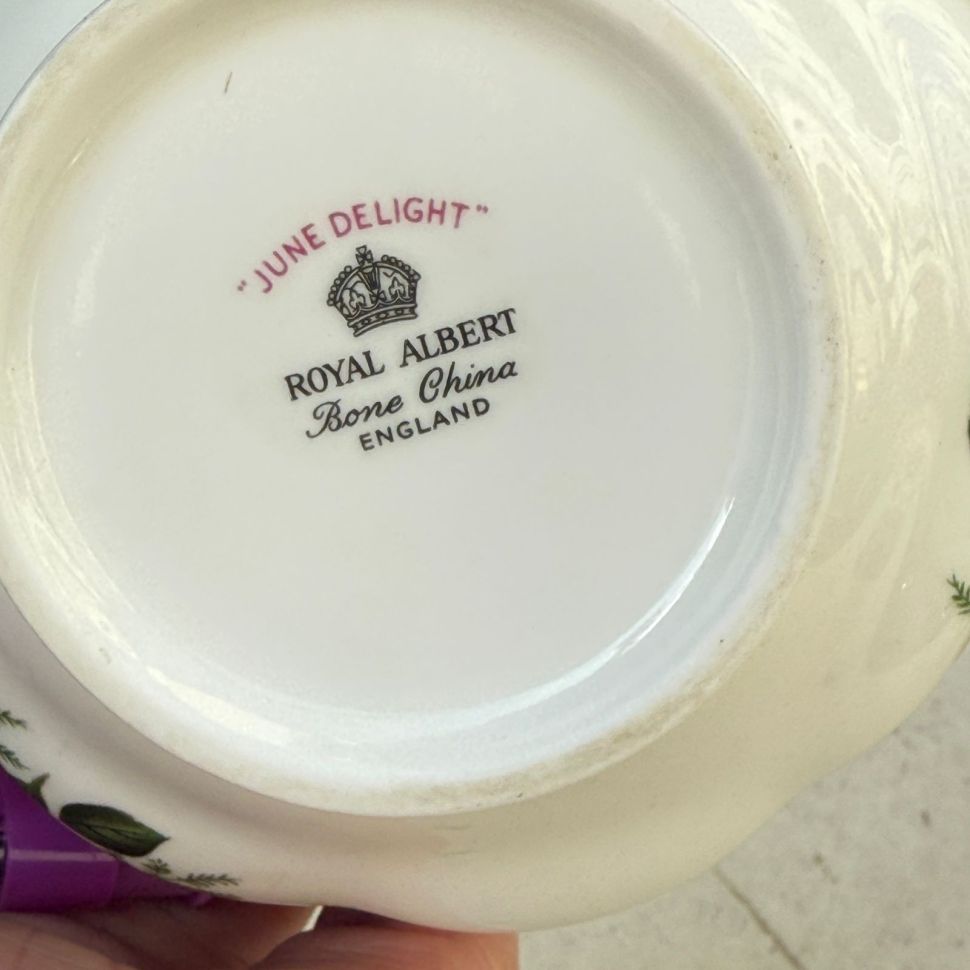 "JUNE DELIGHT"
ROYAL ALBERT
Bone China
ENGLAND